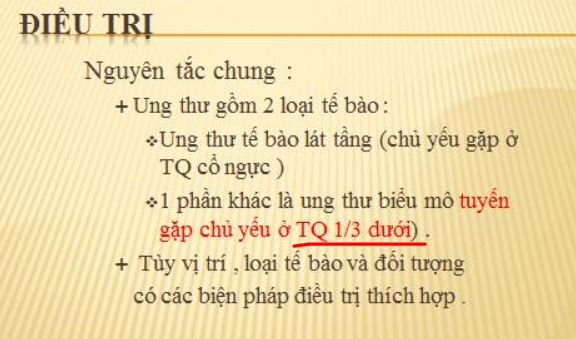 ĐIỀU TRỊ
Nguyên tắc chung :
+ Ung thư gồm 2 loại tế bào :
❖Ung thư tế bào lát tầng (chủ yếu gặp ở
TQ cổ ngực )
❖1 phần khác là ung thư biểu mô tuyến
gặp chủ yếu ở TQ 1/3 dưới) .
+ Tùy vị trí , loại tế bào và đối tượng
có các biện pháp điều trị thích hợp .